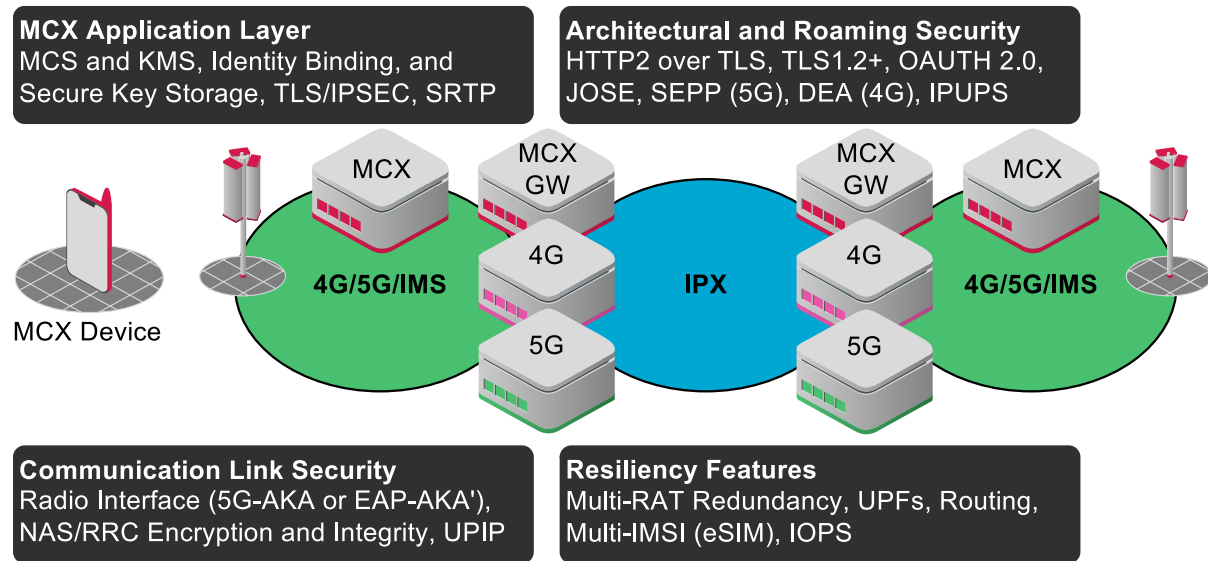 MCX Application Layer
MCS and KMS, Identity Binding, and
Secure Key Storage, TLS/IPSEC, SRTP
Architectural and Roaming Security
HTTP2 over TLS, TLS1.2+, OAUTH 2.0,
JOSE, SEPP (5G), DEA (4G), IPUPS
MCX
MCX
GW
MCX
GW
MCX
4G/5G/IMS
4G
IPX
4G
4G/5G/IMS
MCX Device
5G
5G
Communication Link Security
Radio Interface (5G-AKA or EAP-AKA'),
NAS/RRC Encryption and Integrity, UPIP
Resiliency Features
Multi-RAT Redundancy, UPFs, Routing,
Multi-IMSI (eSIM), IOPS